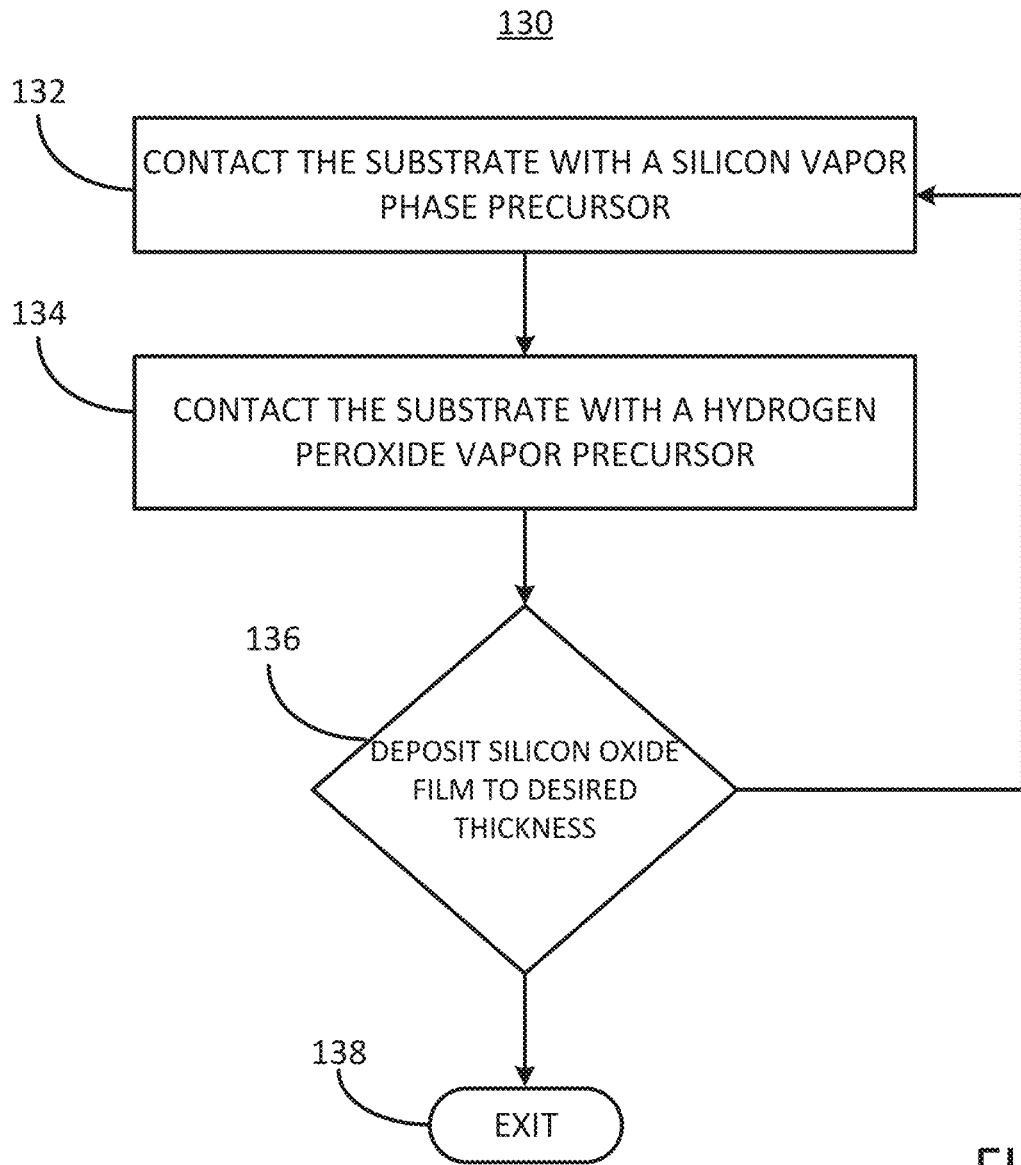 130
132
CONTACT THE SUBSTRATE WITH A SILICON VAPOR
PHASE PRECURSOR
134
CONTACT THE SUBSTRATE WITH A HYDROGEN
PEROXIDE VAPOR PRECURSOR
136
DEPOSIT SILICON OXIDE
FILM TO DESIRED
THICKNESS
138
EXIT